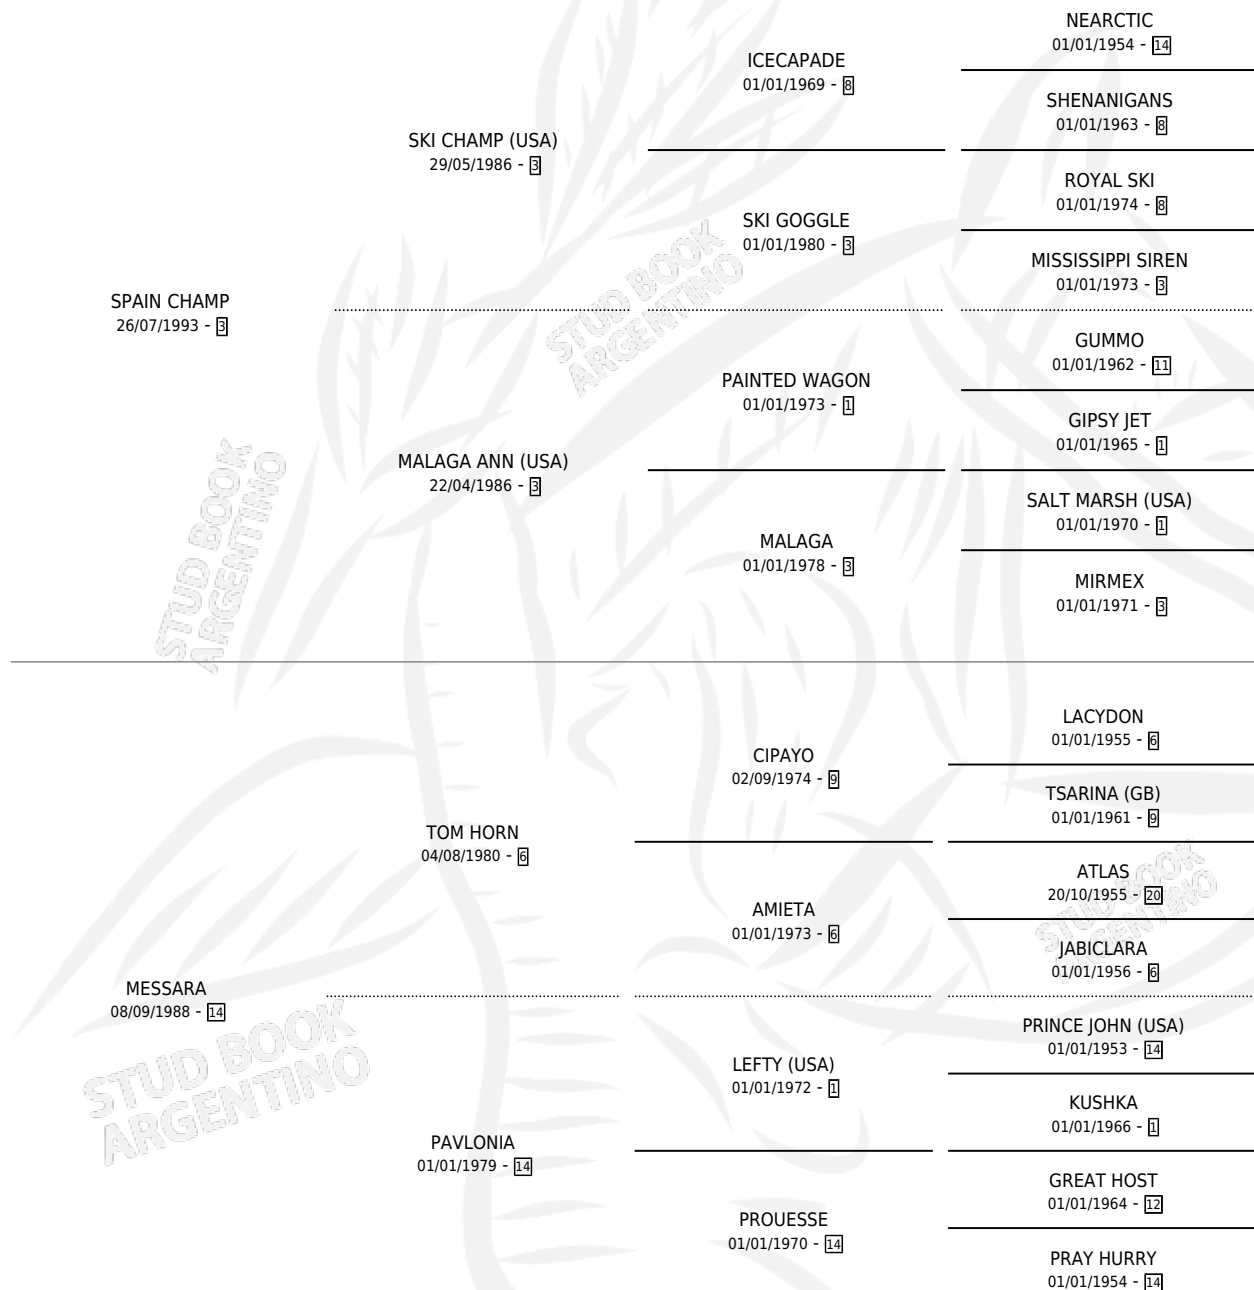 NEARCTIC
01/01/1954 - 14
ICECAPADE
01/01/1969 - 8
SHENANIGANS
01/01/1963 - 8
SKI CHAMP (USA)
29/05/1986 - 3
ROYAL SKI
01/01/1974 - 8
SKI GOGGLE
01/01/1980 - 3
MISSISSIPPI SIREN
01/01/1973 - 3
SPAIN CHAMP
26/07/1993 - 3
GUMMO
01/01/1962 - 11
PAINTED WAGON
01/01/1973 - 1
GIPSY JET
01/01/1965 - 1
MALAGA ANN (USA)
22/04/1986 - 3
SALT MARSH (USA)
01/01/1970 - 1
MALAGA
01/01/1978 - 3
MIRMEX
01/01/1971 - 3
LACYDON
01/01/1955 - 6
CIPAYO
02/09/1974 - 9
TSARINA (GB)
01/01/1961 - 9
TOM HORN
04/08/1980 - 6
ATLAS
20/10/1955 - 20
AMIETA
01/01/1973 - 6
JABICLARA
01/01/1956 - 6
MESSARA
08/09/1988 - 14
PRINCE JOHN (USA)
01/01/1953 - 14
LEFTY (USA)
01/01/1972 - 1
KUSHKA
01/01/1966 - 1
PAVLONIA
01/01/1979 - 14
GREAT HOST
01/01/1964 - 12
PROUESSE
01/01/1970 - 14
PRAY HURRY
01/01/1954 - 14
STUD BOOK
ARGENTINO
STUD BOOK
ARGENTINO
STUD BOOK
ARGENTINO
STUD BOOK
ARGENTINO